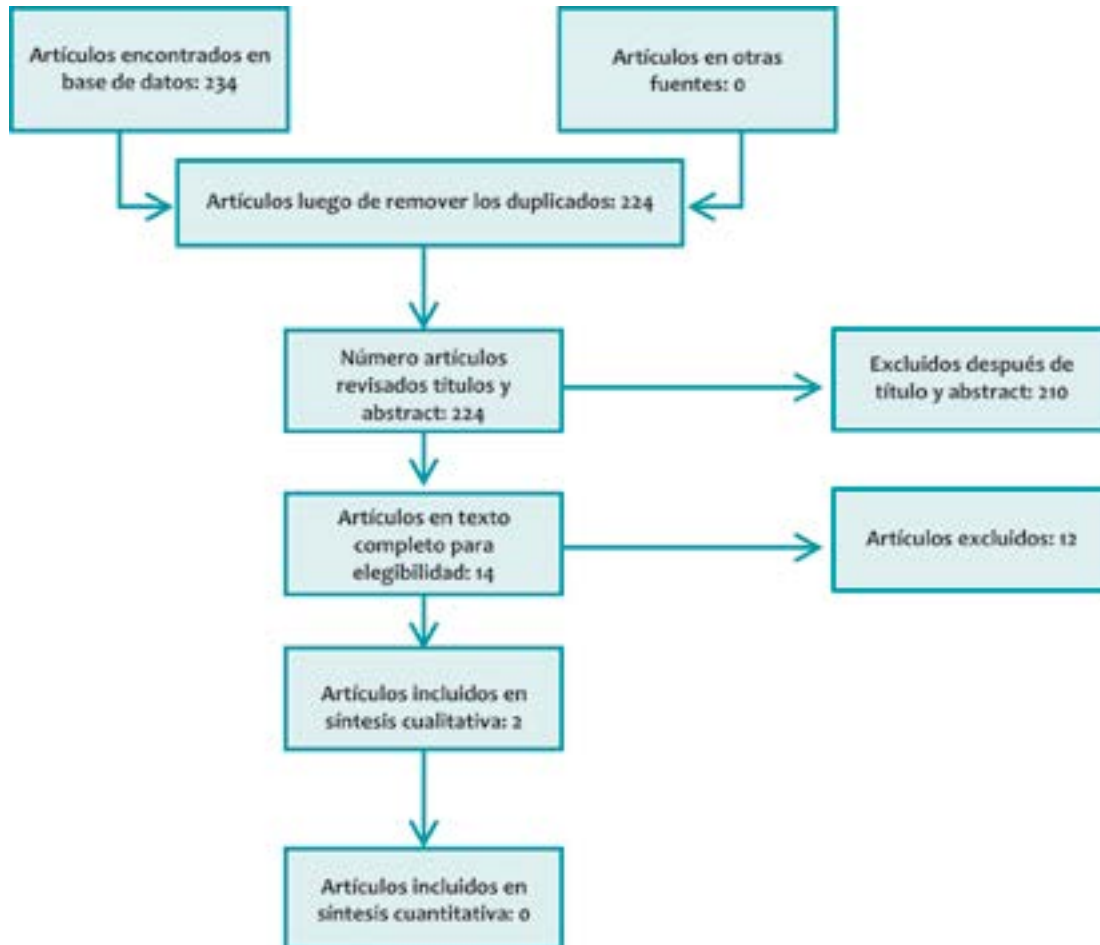 Artículos encontrados en
base de datos: 234
Artículos en otras
fuentes: 0
Artículos luego de remover los duplicados: 224
Número artículos
revisados títulos y
abstract: 224
Excluidos después de
título y abstract: 210
Artículos en texto
completo para
elegibilidad: 14
Artículos excluidos: 12
Artículos incluidos en
síntesis cualitativa: 2
Artículos incluidos en
síntesis cuantitativa: 0